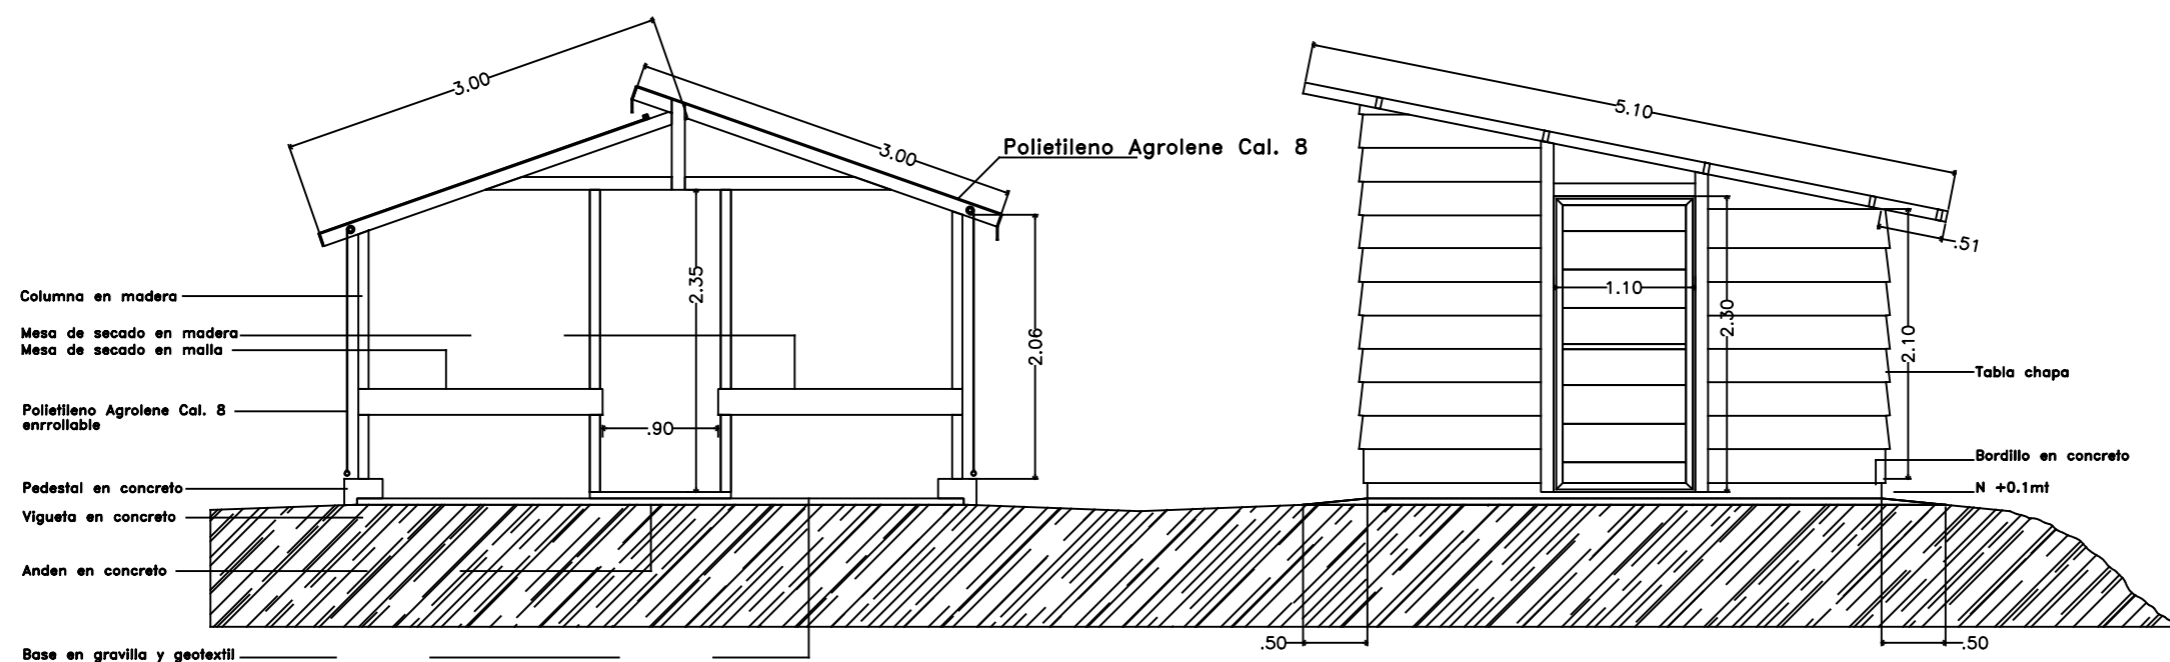 3.00
3.00
Polietileno Agrolene Cal. 8
5.10
.51
Columna en madera
Mesa de secado en madera
Mesa de secado en malla
Polietileno Agrolene Cal. 8
enrrollable
Pedestal en concreto
Vigueta en concreto
Anden en concreto
Base en gravilla y geotextil
2.35
.90
2.06
1.10
2.30
2.10
Tabla chapa
Bordillo en concreto
N +0.1mt
.50
.50